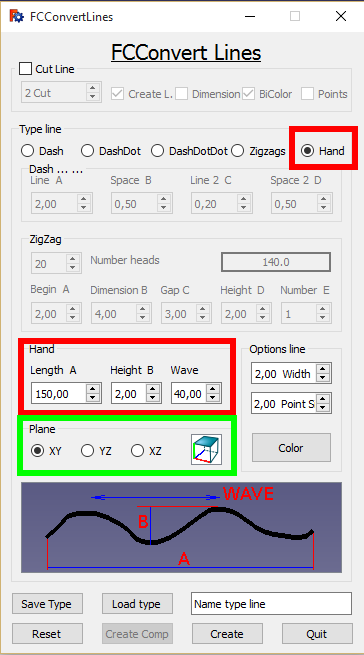 FCConvertLines
FCConvert Lines
Cut Line
2 Cut Create L. Dimension BiColor Points
Type line
Dash DashDot DashDotDot Zigzags Hand
Dash ... ...
Line A Space B Line 2 C Space 2 D
2,00 0,50 0,20 0,50
ZigZag
20 Number heads 140.0
Begin A Dimension B Gap C Height D Number E
2,00 4,00 3,00 2,00 1
Hand Options line
Length A Height B Wave
150,00 2,00 40,00
2,00 Width
2,00 Point S
Plane
XY YZ XZ
Color
WAVE
B
A
Save Type Load type Name type line
Reset Create Comp Create Quit